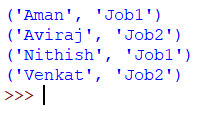 ('Aman', 'Job1')
('Aviraj', 'Job2')
('Nithish', 'Job1')
('Venkat', 'Job2')
>>>